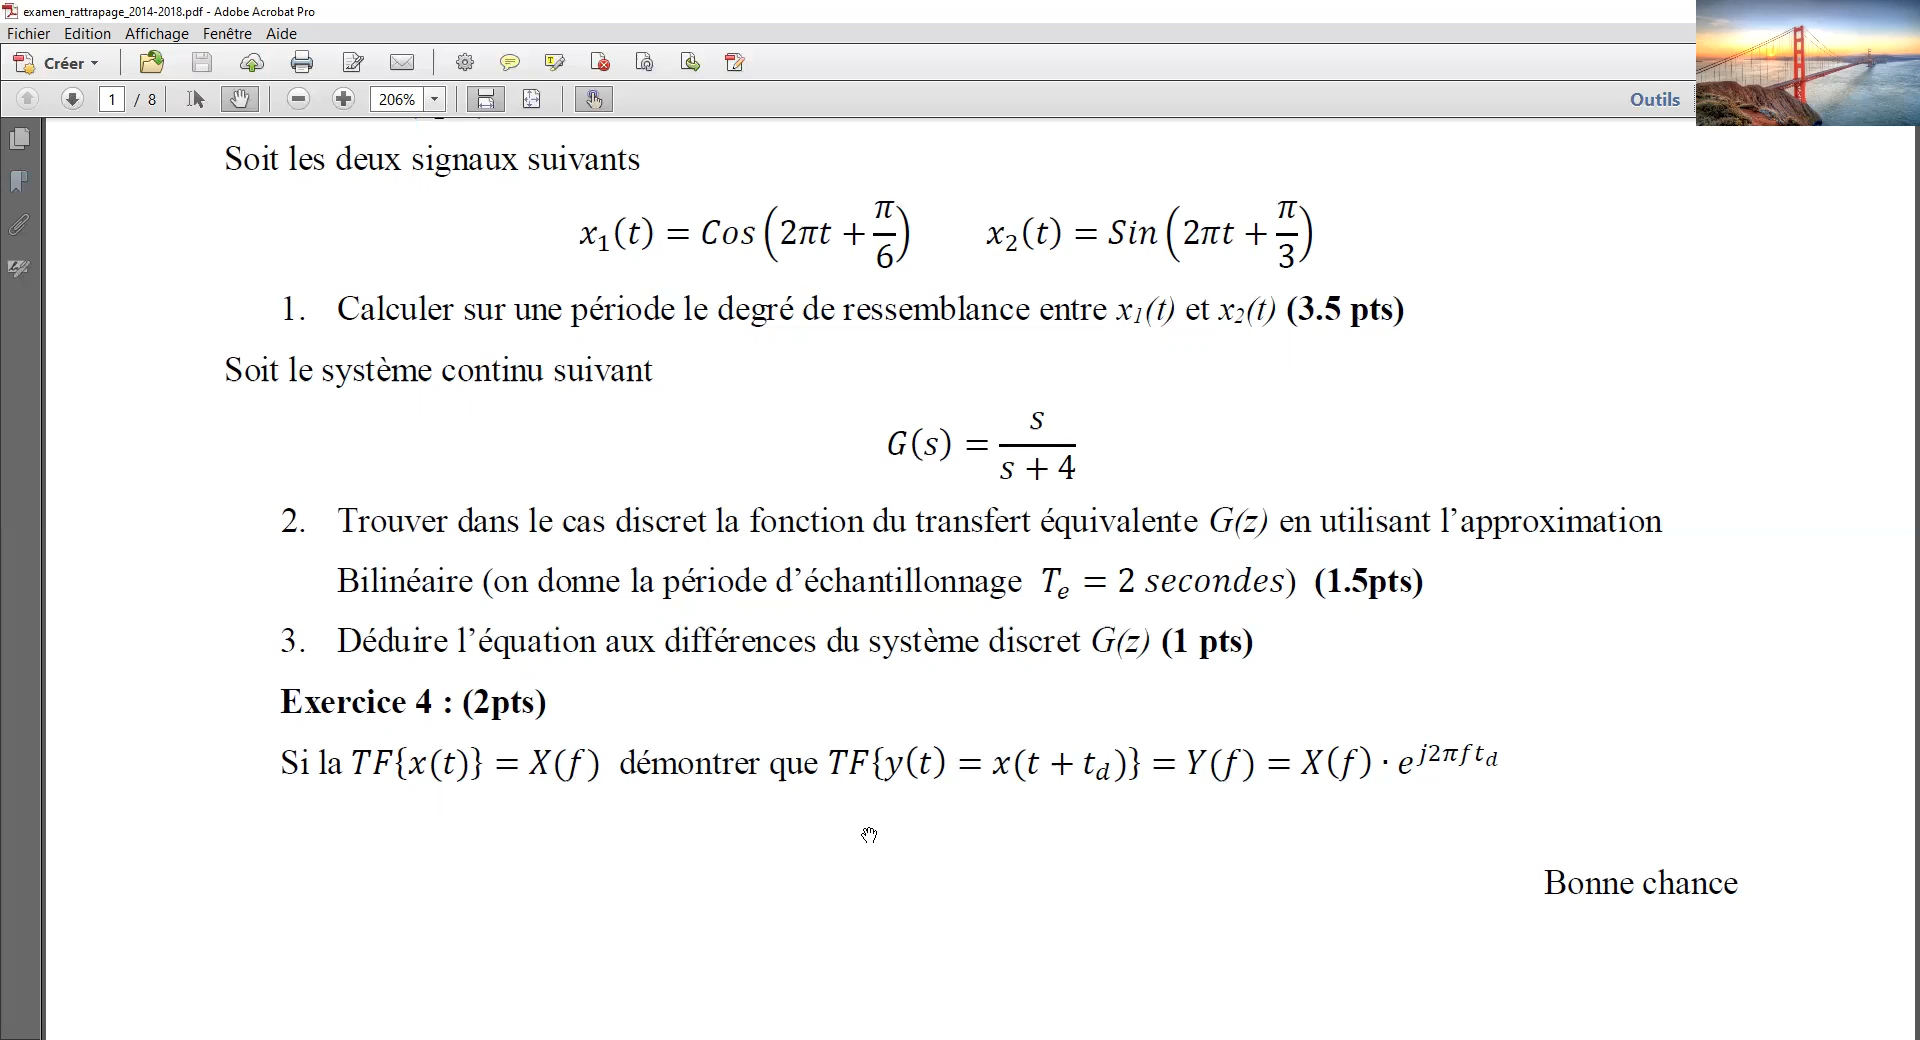 examen_rattrapage_2014-2018.pdf - Adobe Acrobat Pro
Fichier Edition Affichage Fenêtre Aide
Créer
1 / 8 206% Outils
Soit les deux signaux suivants
x₁(t) = Cos(2πt + π/6) x₂(t) = Sin(2πt + π/3)
1. Calculer sur une période le degré de ressemblance entre x₁(t) et x₂(t) (3.5 pts)
Soit le système continu suivant
G(s) = s/(s + 4)
2. Trouver dans le cas discret la fonction du transfert équivalente G(z) en utilisant l’approximation
Bilinéaire (on donne la période d’échantillonnage Tₑ = 2 secondes) (1.5pts)
3. Déduire l’équation aux différences du système discret G(z) (1 pts)
Exercice 4 : (2pts)
Si la TF{x(t)} = X(f) démontrer que TF{y(t) = x(t + t_d)} = Y(f) = X(f) · e^{j2πft_d}
Bonne chance